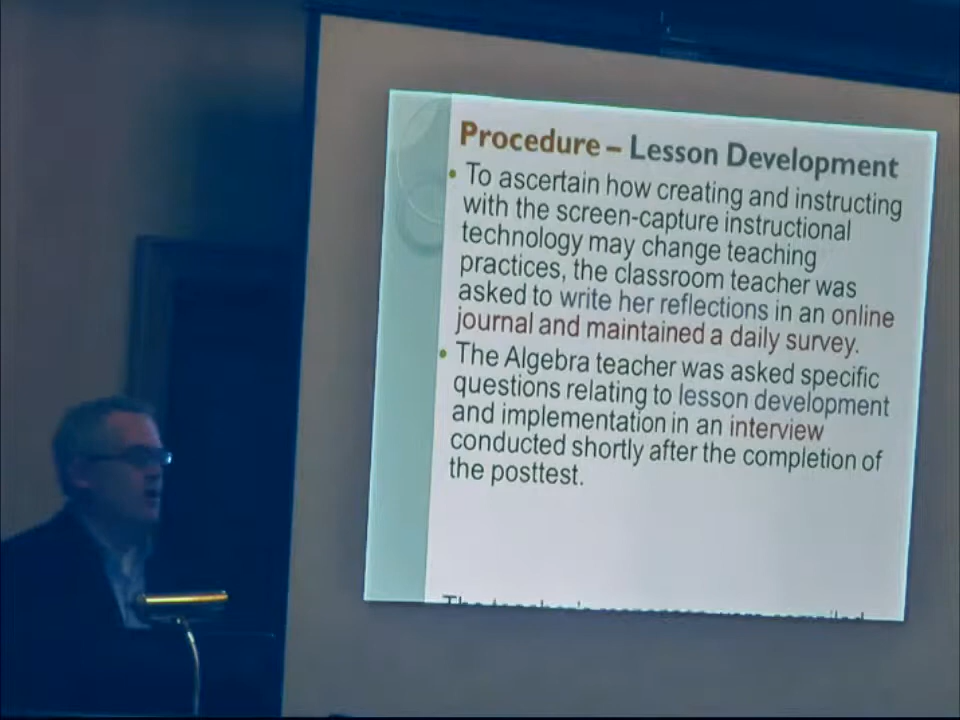 Procedure – Lesson Development
• To ascertain how creating and instructing
with the screen-capture instructional
technology may change teaching
practices, the classroom teacher was
asked to write her reflections in an online
journal and maintained a daily survey.
• The Algebra teacher was asked specific
questions relating to lesson development
and implementation in an interview
conducted shortly after the completion of
the posttest.
The